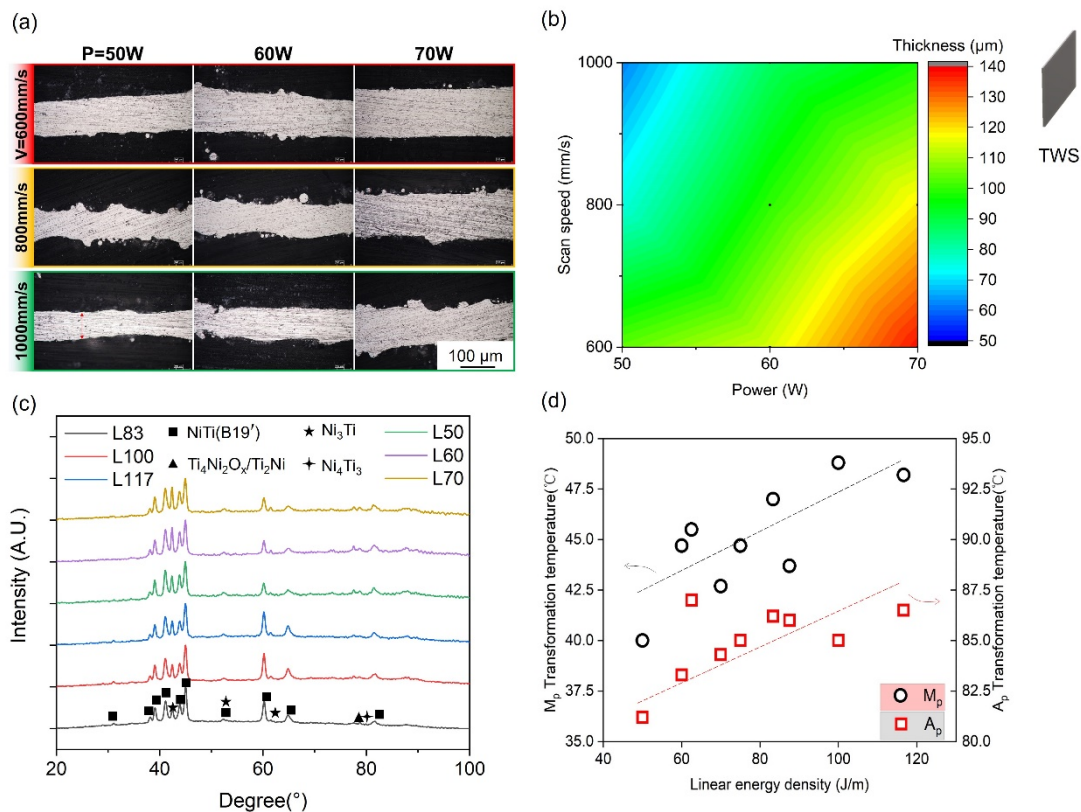 (a)
P=50W 60W 70W
V=600mm/s
800mm/s
1000mm/s
100 µm
(b)
Thickness (µm)
Scan speed (mm/s)
1000
800
600
50 60 70
Power (W)
140
130
120
110
100
90
80
70
60
50
TWS
(c)
L83
L100
L117
NiTi(B19′)
Ti₄Ni₂Oₓ/Ti₂Ni
Ni₃Ti
Ni₄Ti₃
L50
L60
L70
Intensity (A.U.)
20 40 60 80 100
Degree(°)
(d)
Mₚ Transformation temperature(℃)
50.0
47.5
45.0
42.5
40.0
37.5
35.0
95.0
92.5
90.0
87.5
85.0
82.5
80.0
Aₚ Transformation temperature(℃)
Mₚ
Aₚ
40 60 80 100 120
Linear energy density (J/m)